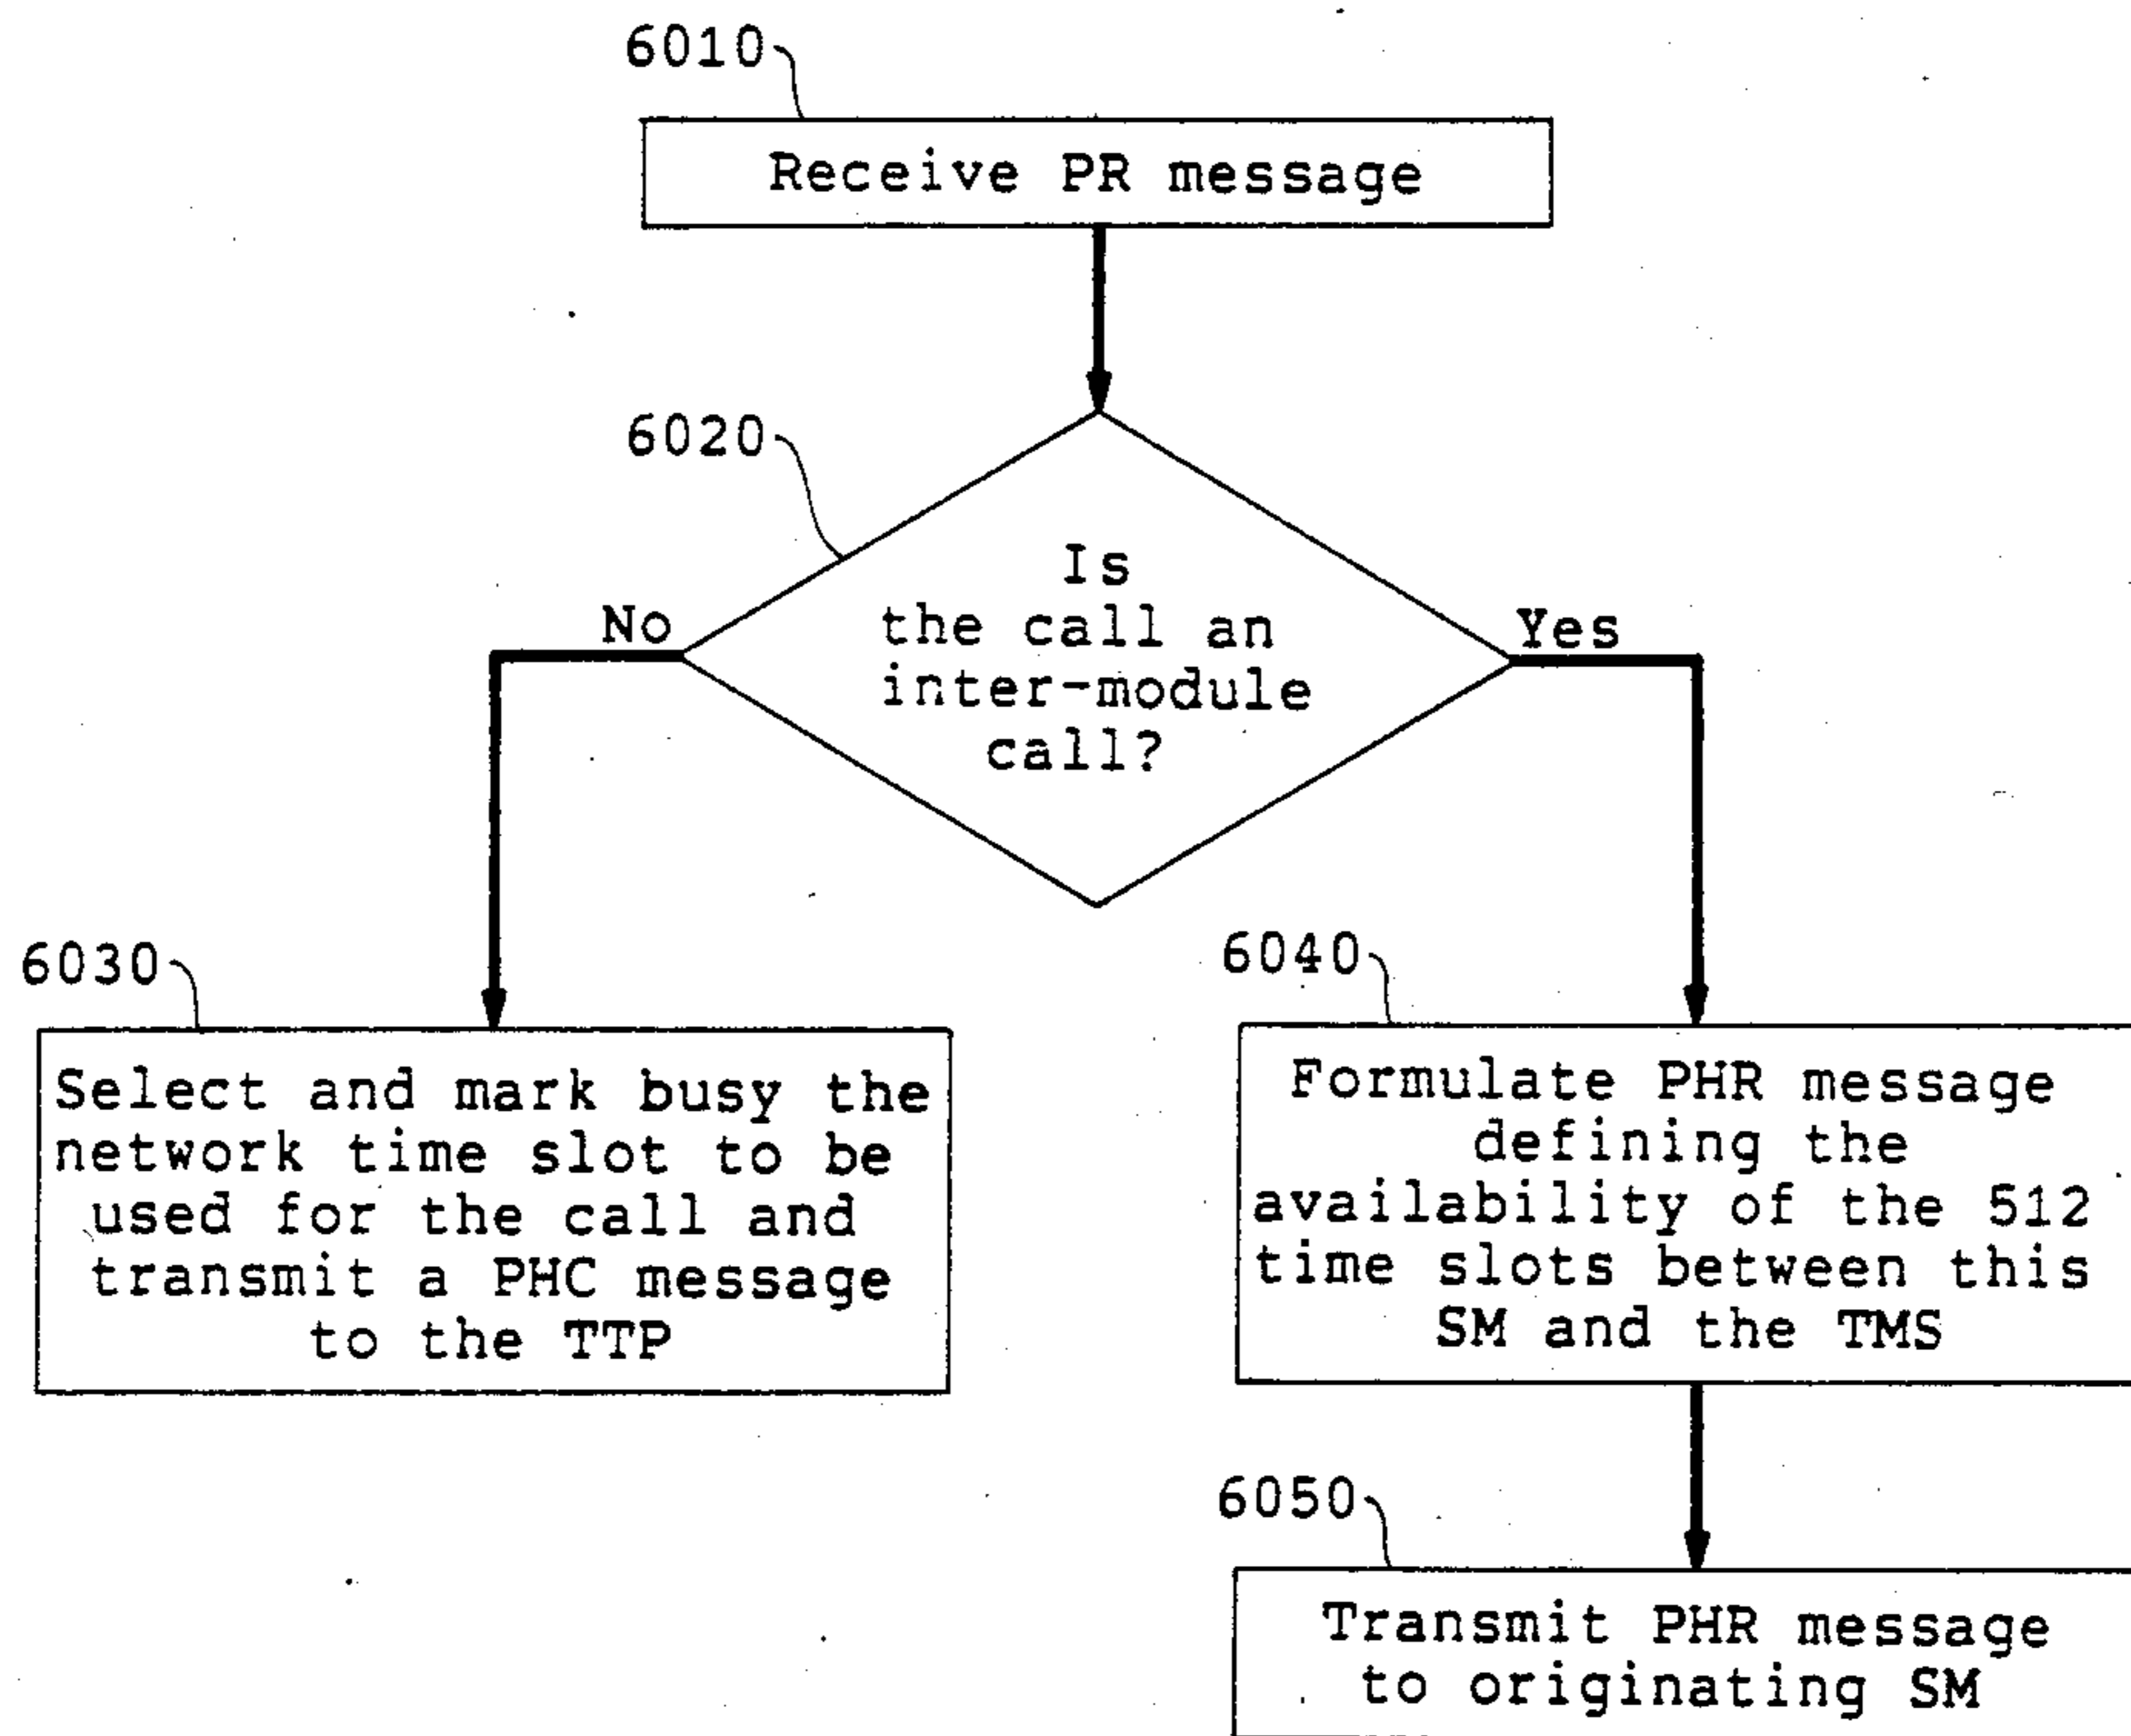 6010
Receive PR message
6020
Is
the call an
inter-module
call?
No
Yes
6030
Select and mark busy the
network time slot to be
used for the call and
transmit a PHC message
to the TTP
6040
Formulate PHR message
defining the
availability of the 512
time slots between this
SM and the TMS
6050
Transmit PHR message
to originating SM